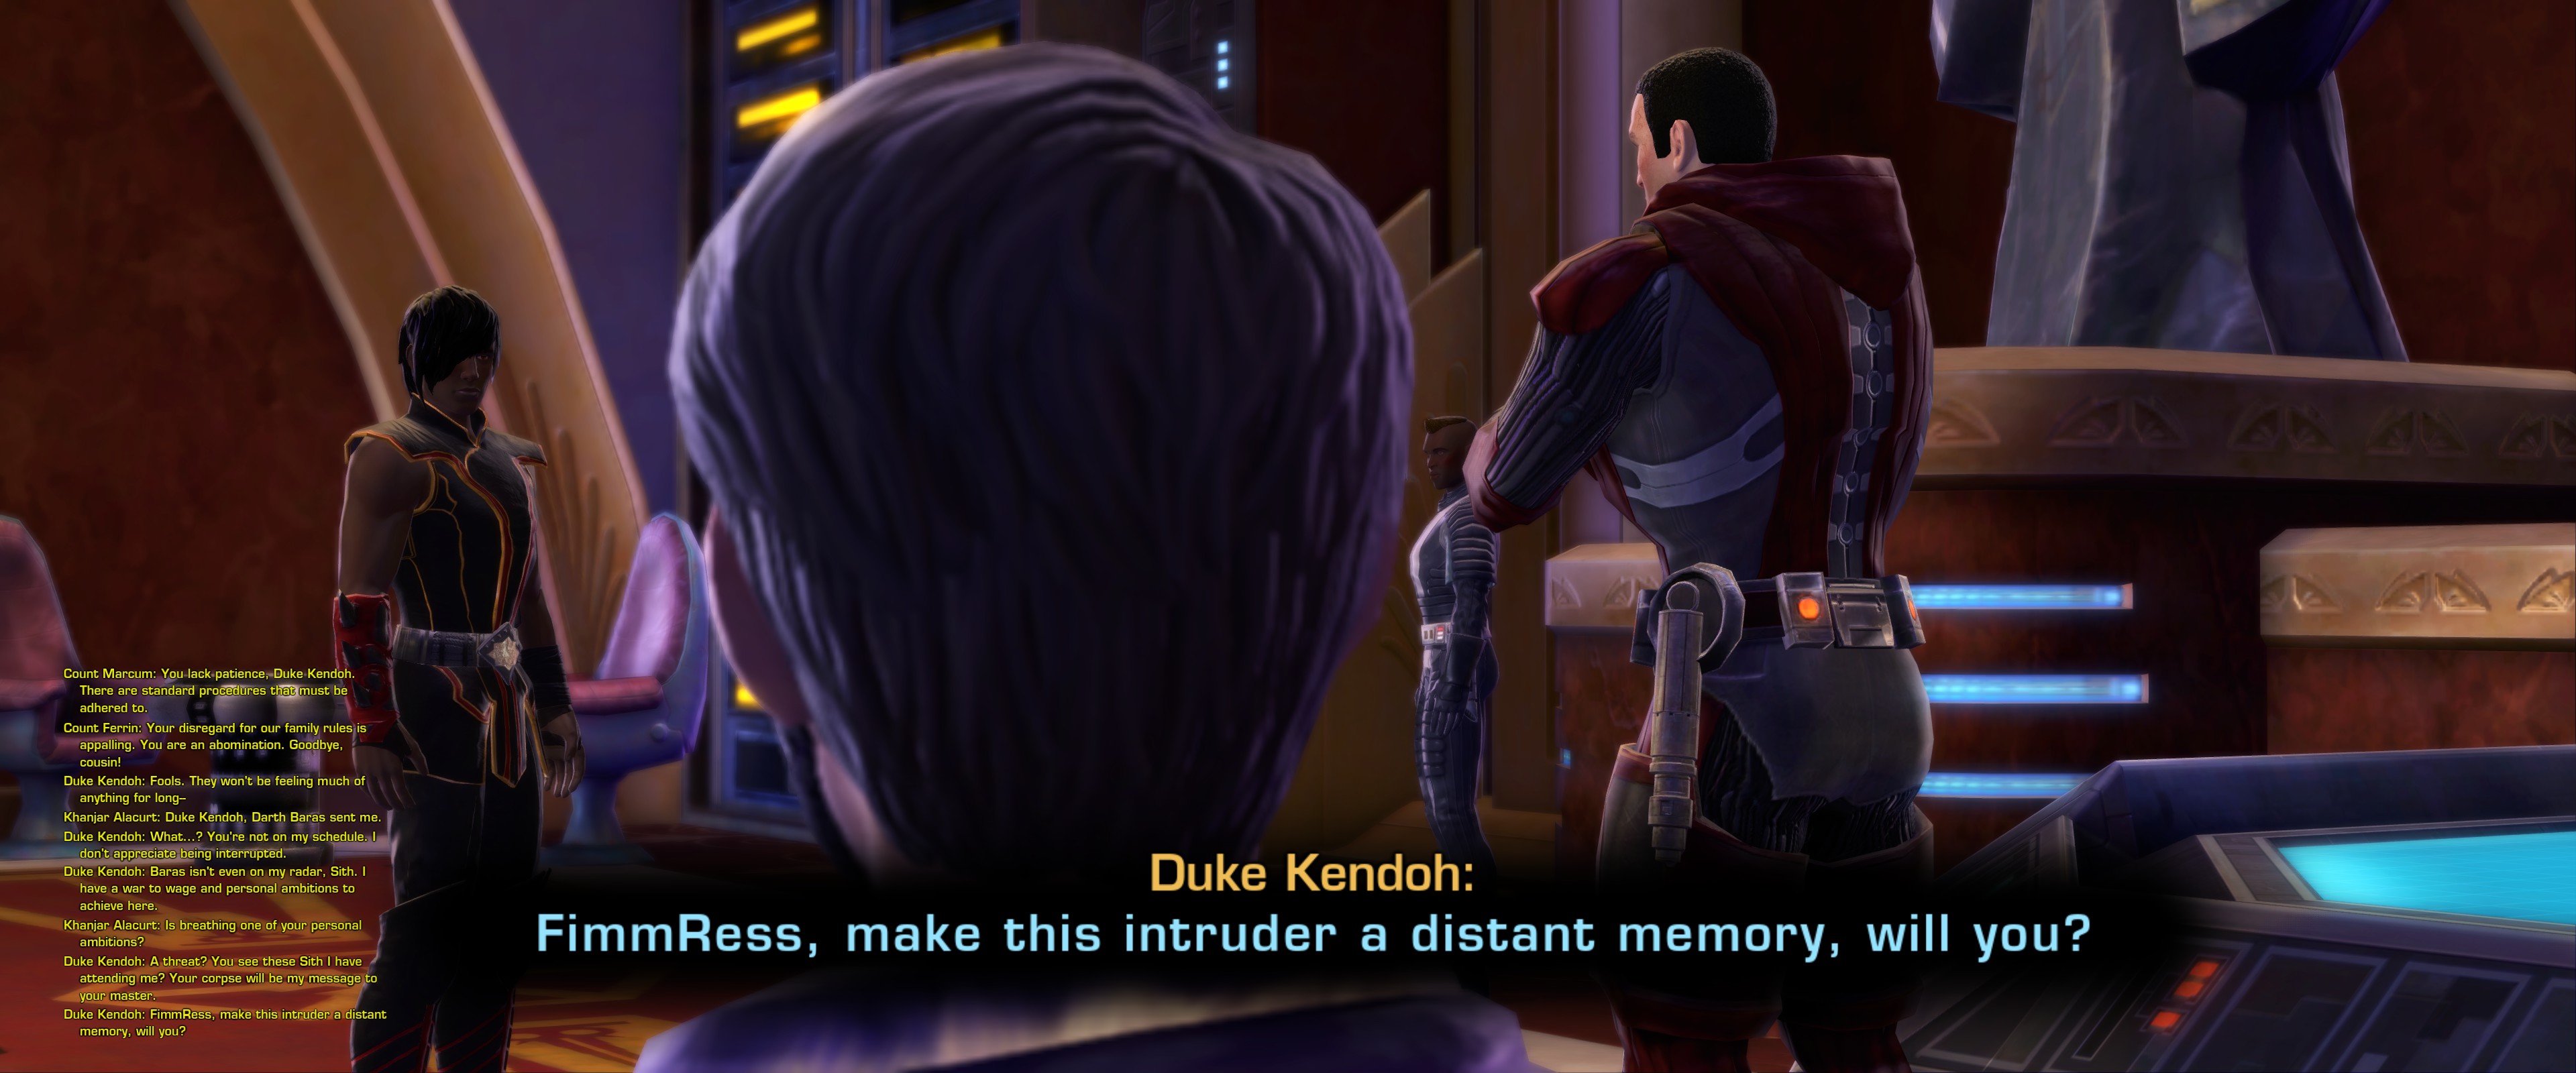 Count Marcum: You lack patience, Duke Kendoh.
There are standard procedures that must be
adhered to.
Count Ferrin: Your disregard for our family rules is
appalling. You are an abomination. Goodbye,
cousin!
Duke Kendoh: Fools. They won't be feeling much of
anything for long–
Khanjar Alacurt: Duke Kendoh, Darth Baras sent me.
Duke Kendoh: What...? You're not on my schedule. I
don't appreciate being interrupted.
Duke Kendoh: Baras isn't even on my radar, Sith. I
have a war to wage and personal ambitions to
achieve here.
Khanjar Alacurt: Is breathing one of your personal
ambitions?
Duke Kendoh: A threat? You see these Sith I have
attending me? Your corpse will be my message to
your master.
Duke Kendoh: FimmRess, make this intruder a distant
memory, will you?
Duke Kendoh:
FimmRess, make this intruder a distant memory, will you?